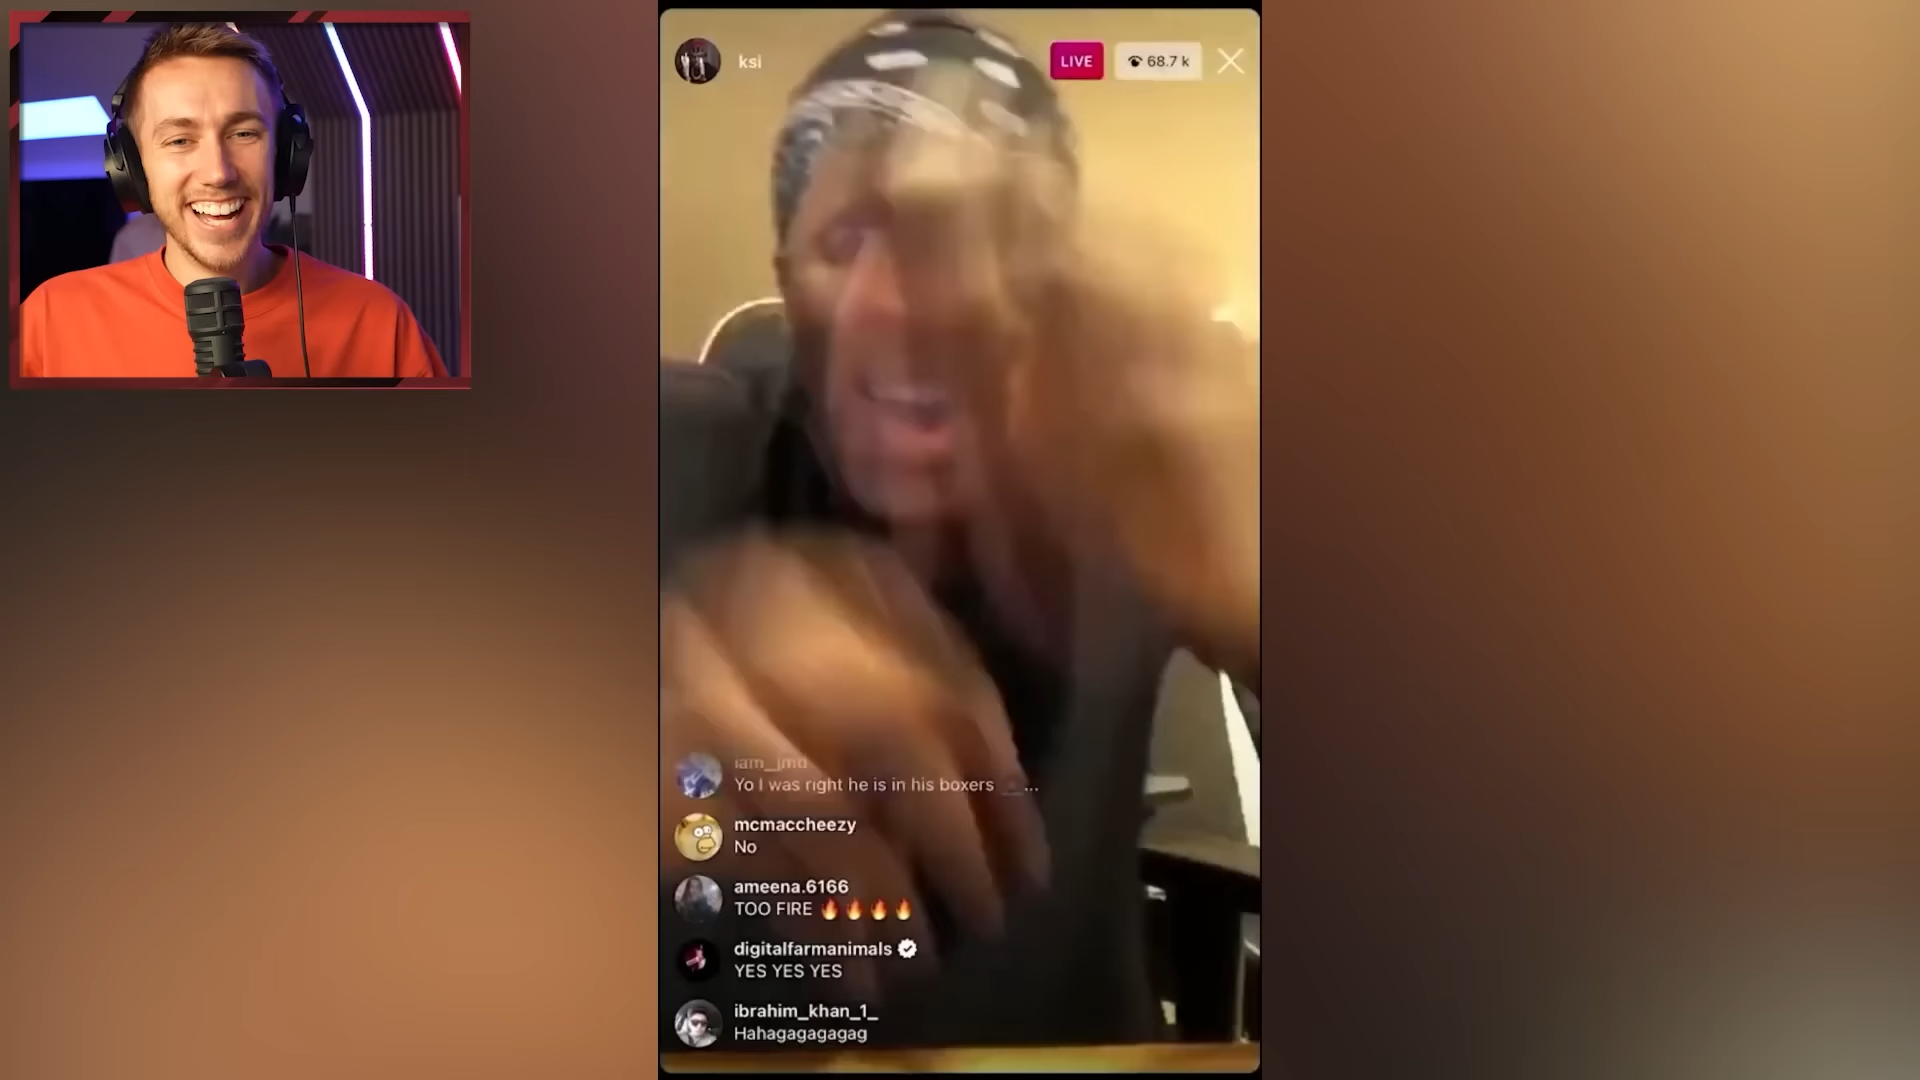 ksi
LIVE
68.7 k
iam_jmd
Yo I was right he is in his boxers ...
mcmaccheezy
No
ameena.6166
TOO FIRE 🔥🔥🔥🔥
digitalfarmanimals
YES YES YES
ibrahim_khan_1_
Hahagagagagag